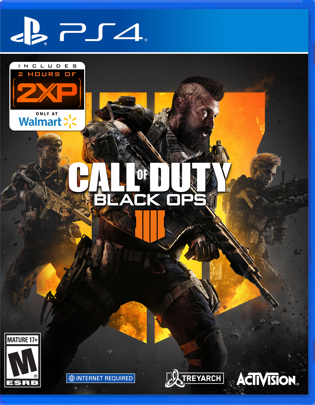 PS4
INCLUDES
2 HOURS OF
2XP
ONLY AT
Walmart
CALL OF DUTY
BLACK OPS
IIII
MATURE 17+
M
ESRB
INTERNET REQUIRED
TREYARCH
ACTIVISION